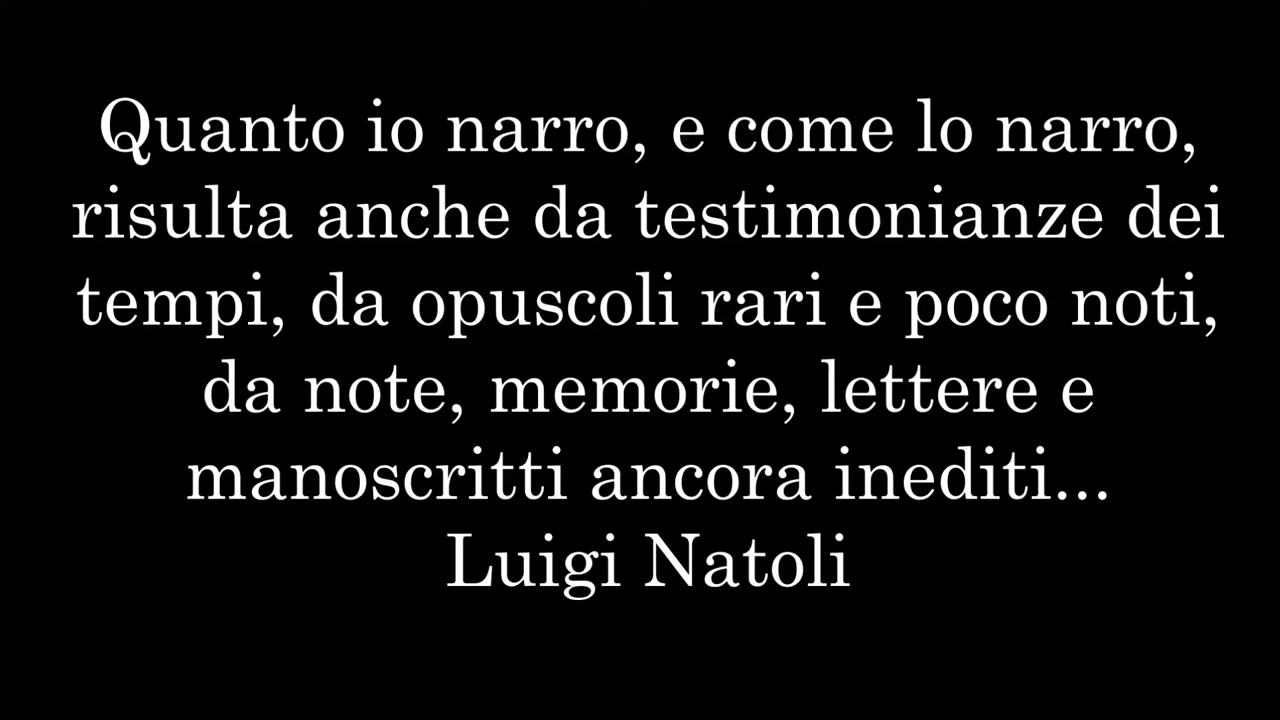 Quanto io narro, e come lo narro,
risulta anche da testimonianze dei
tempi, da opuscoli rari e poco noti,
da note, memorie, lettere e
manoscritti ancora inediti...
Luigi Natoli